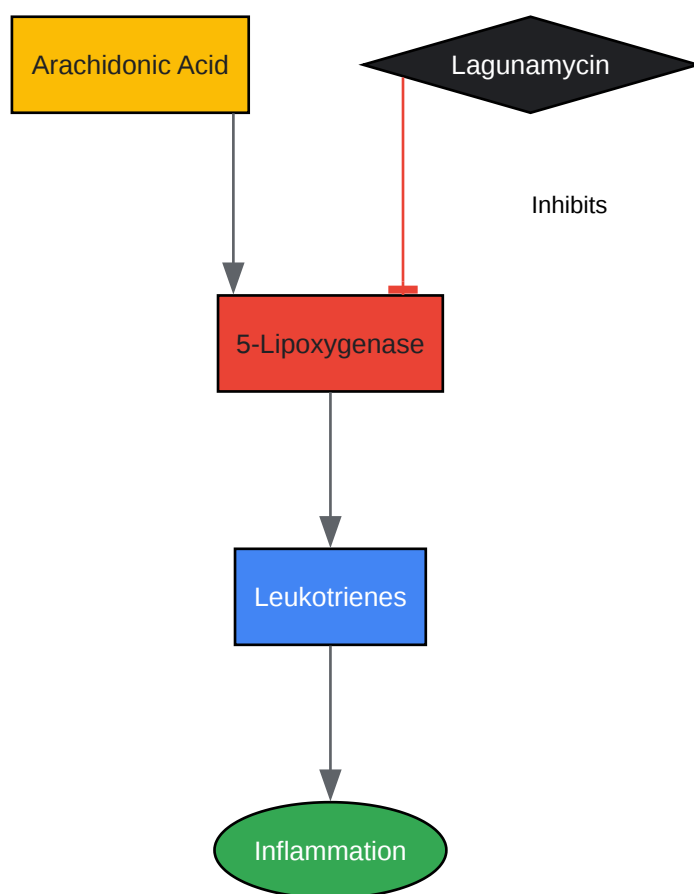 Arachidonic Acid
Lagunamycin
Inhibits
5-Lipoxygenase
Leukotrienes
Inflammation